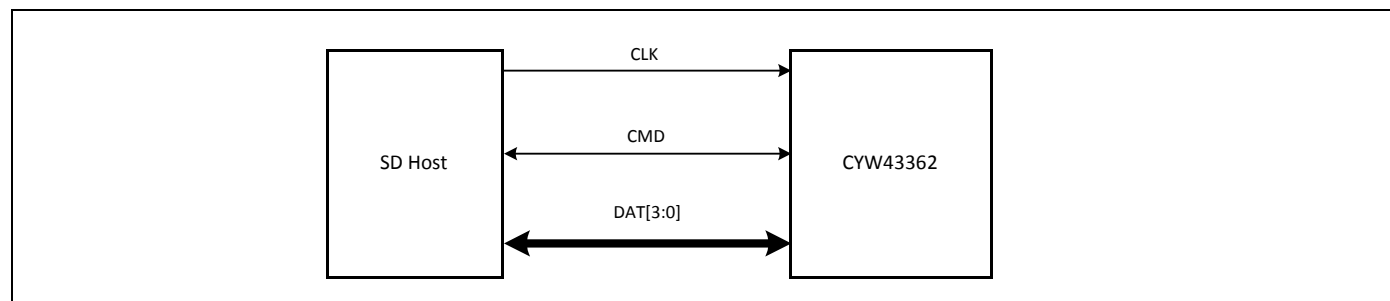 CLK
CMD
SD Host
CYW43362
DAT[3:0]